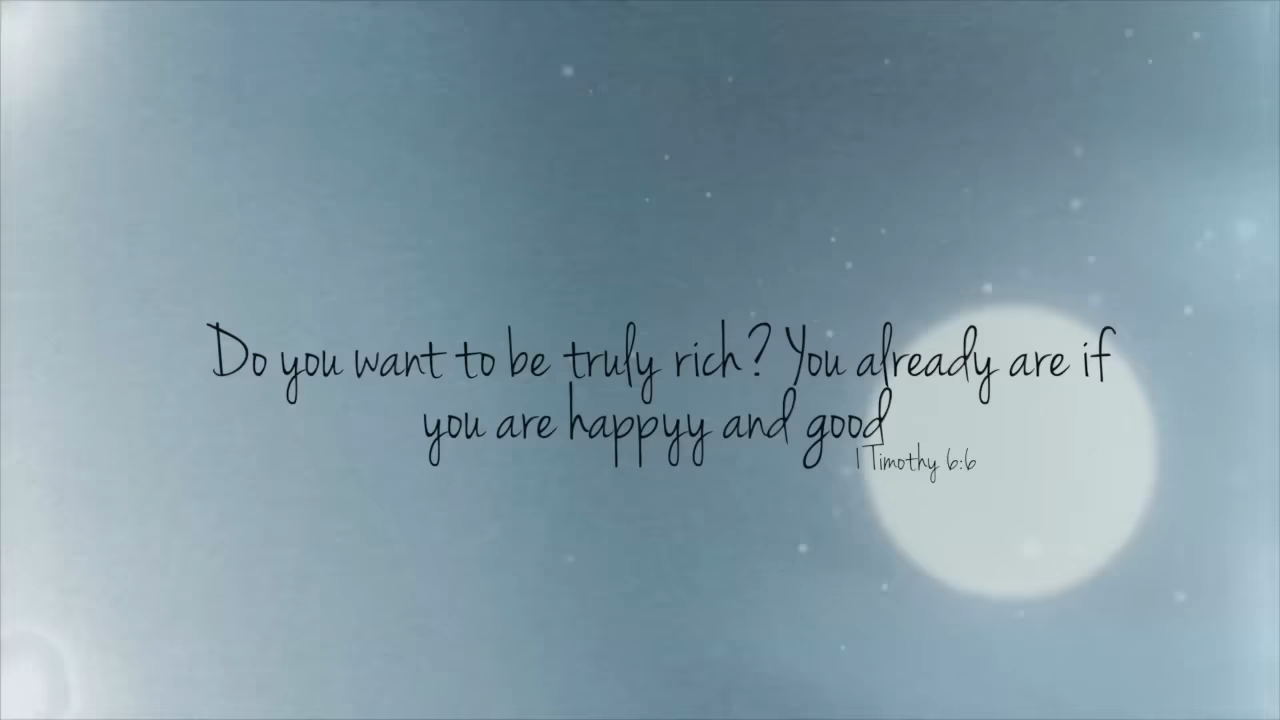 Do you want to be truly rich? You already are if
you are happyy and good
1 Timothy 6:6